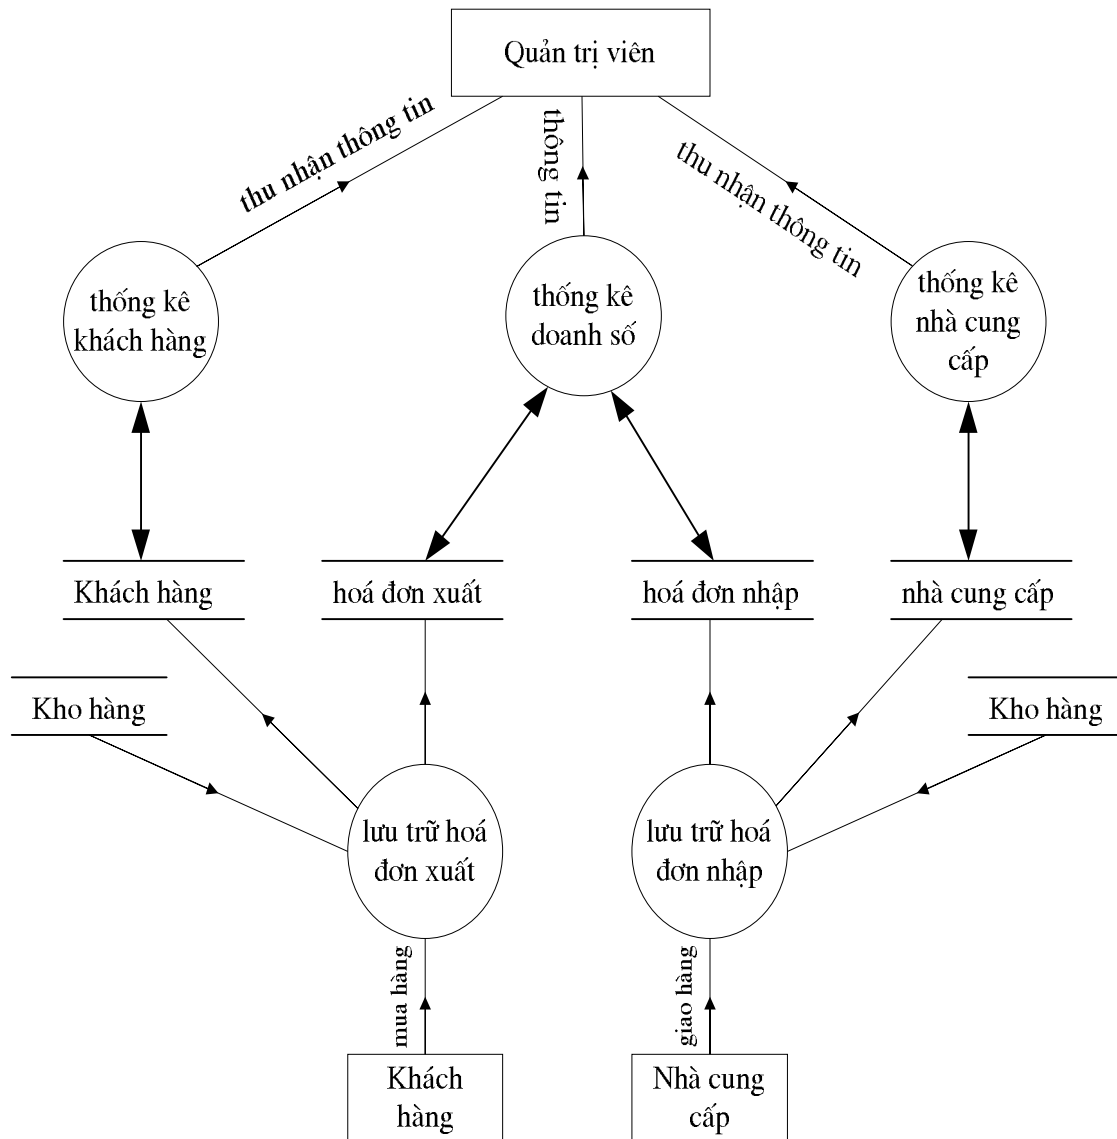 Quản trị viên
thu nhận thông tin
thông tin
thu nhận thông tin
thống kê
khách hàng
thống kê
doanh số
thống kê
nhà cung
cấp
Khách hàng
hoá đơn xuất
hoá đơn nhập
nhà cung cấp
Kho hàng
Kho hàng
lưu trữ hoá
đơn xuất
lưu trữ hoá
đơn nhập
mua hàng
giao hàng
Khách
hàng
Nhà cung
cấp